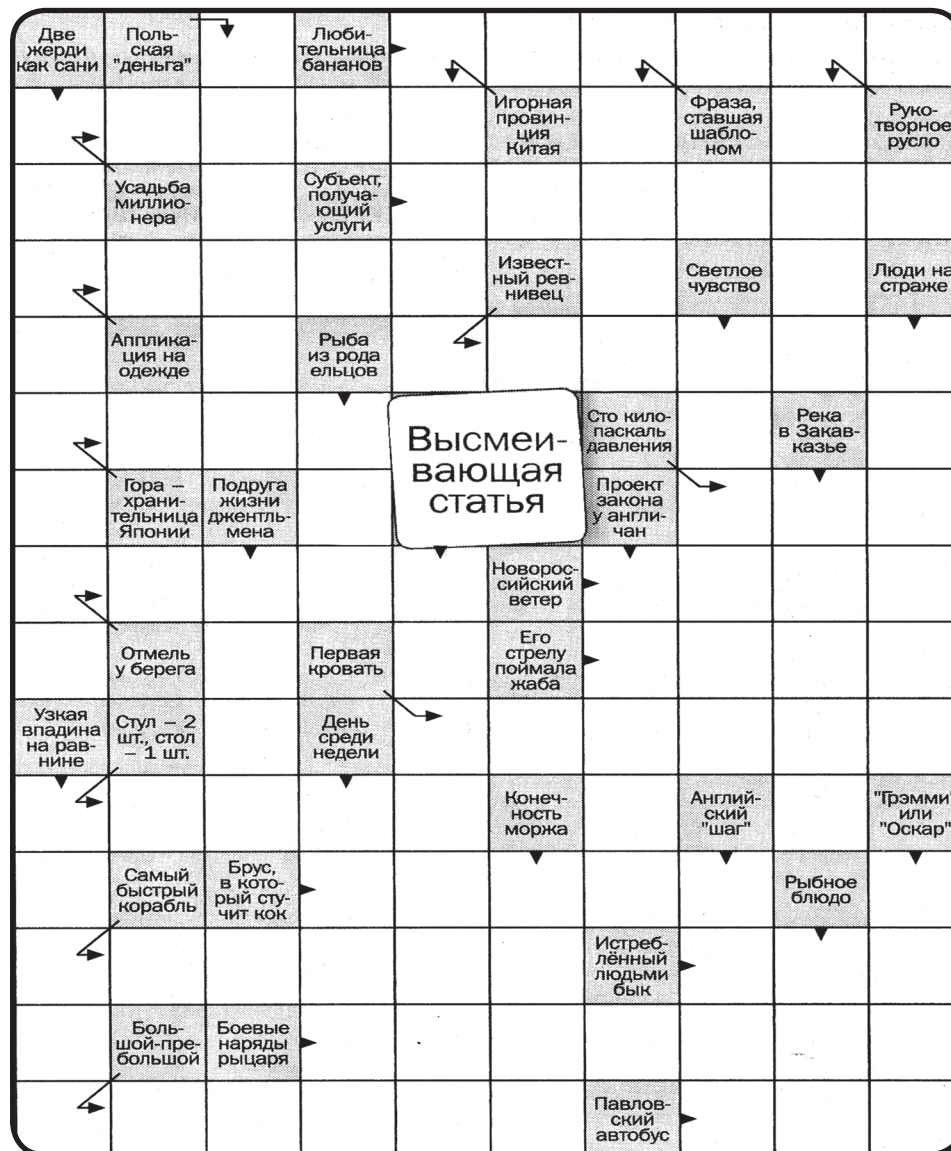 Две
жерди
как сани
Поль-
ская
"деньга"
Люби-
тельница
бананов
Игорная
провин-
ция
Китая
Фраза,
ставшая
шабло-
ном
Руко-
творное
русло
Усадьба
миллио-
нера
Субъект,
получа-
ющий
услуги
Извест-
ный рев-
нивец
Светлое
чувство
Люди на
страже
Апплика-
ция на
одежде
Рыба
из рода
ельцов
Высмеи-
вающая
статья
Сто кило-
паскаль
давления
Река
в Закав-
казье
Гора –
храни-
тельница
Японии
Подруга
жизни
джентль-
мена
Проект
закона
у англи-
чан
Новорос-
сийский
ветер
Отмель
у берега
Первая
кровать
Его
стрелу
поймала
жаба
Узкая
впадина
на рав-
нине
Стул – 2
шт., стол
– 1 шт.
День
среди
недели
Конеч-
ность
моржа
Англий-
ский
"шаг"
"Грэмми"
или
"Оскар"
Самый
быстрый
корабль
Брус,
в кото-
рый сту-
чит кок
Рыбное
блюдо
Истреб-
лённый
людьми
бык
Боль-
шой-пре-
большой
Боевые
наряды
рыцаря
Павлов-
ский
автобус